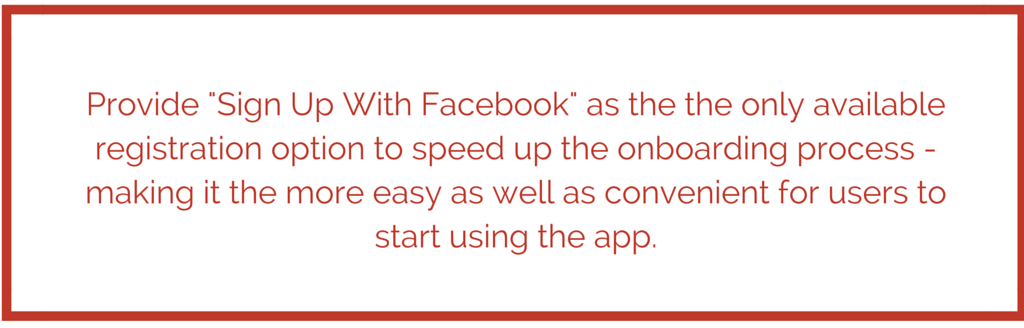 Provide "Sign Up With Facebook" as the the only available
registration option to speed up the onboarding process -
making it the more easy as well as convenient for users to
start using the app.